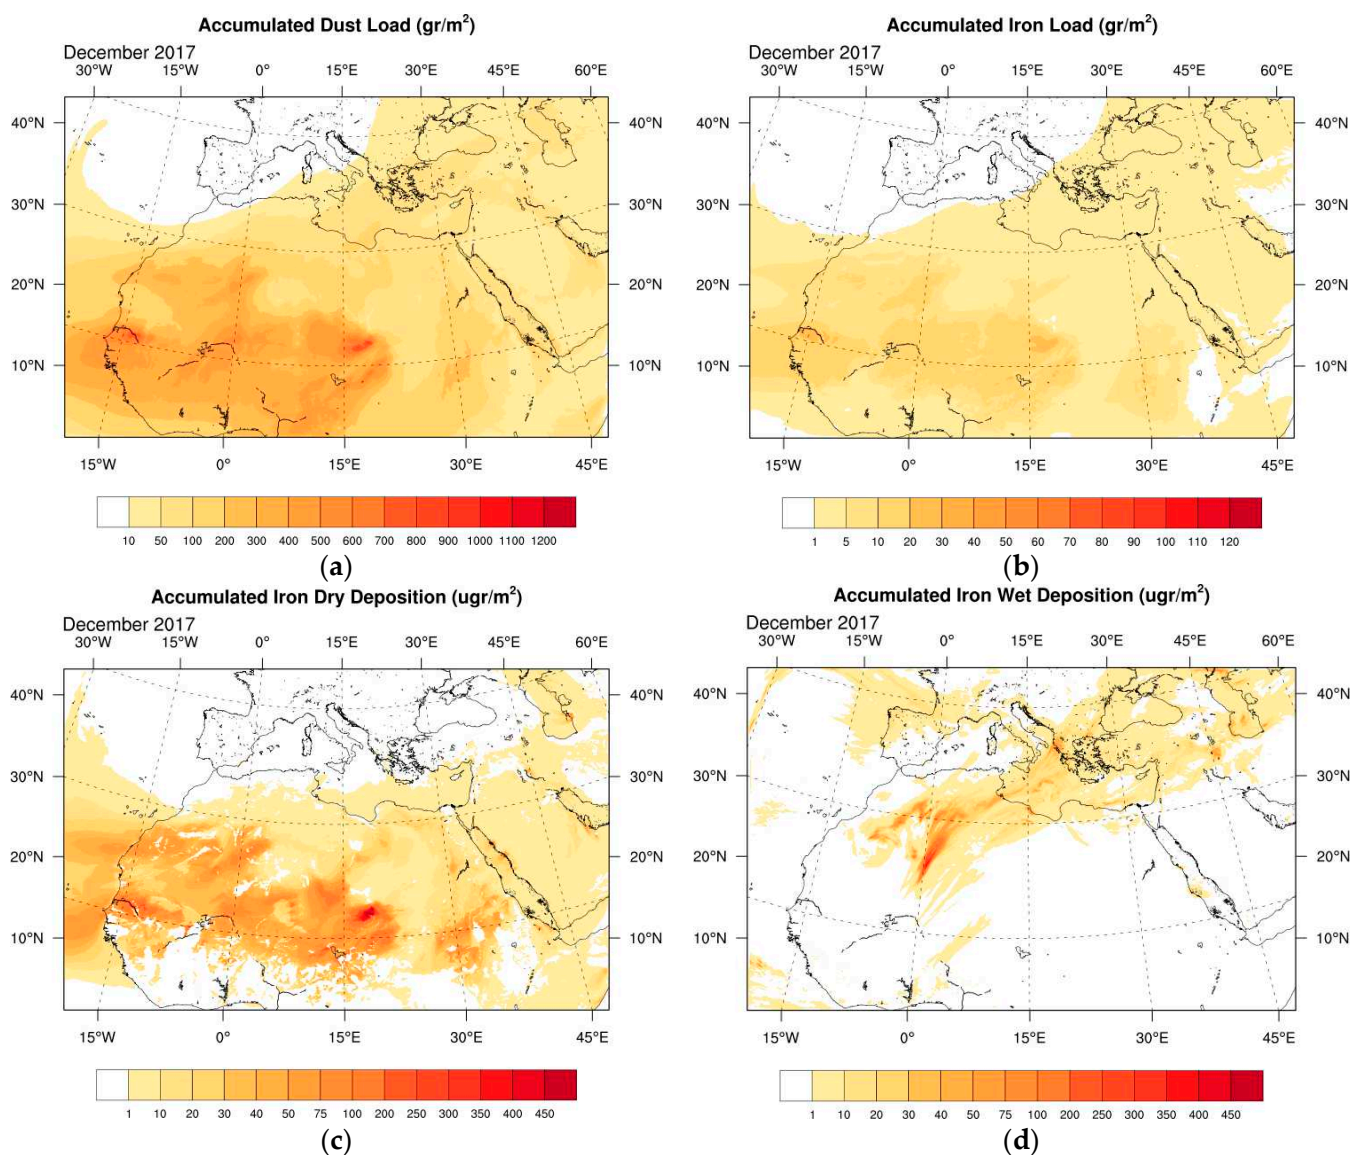 Accumulated Dust Load (gr/m²)
December 2017
30°W 15°W 0° 15°E 30°E 45°E 60°E
40°N 40°N
30°N 30°N
20°N 20°N
10°N 10°N
15°W 0° 15°E 30°E 45°E
10 50 100 200 300 400 500 600 700 800 900 1000 1100 1200
(a)
Accumulated Iron Load (gr/m²)
December 2017
30°W 15°W 0° 15°E 30°E 45°E 60°E
40°N 40°N
30°N 30°N
20°N 20°N
10°N 10°N
15°W 0° 15°E 30°E 45°E
1 5 10 20 30 40 50 60 70 80 90 100 110 120
(b)
Accumulated Iron Dry Deposition (ugr/m²)
December 2017
30°W 15°W 0° 15°E 30°E 45°E 60°E
40°N 40°N
30°N 30°N
20°N 20°N
10°N 10°N
15°W 0° 15°E 30°E 45°E
1 10 20 30 40 50 75 100 200 250 300 350 400 450
(c)
Accumulated Iron Wet Deposition (ugr/m²)
December 2017
30°W 15°W 0° 15°E 30°E 45°E 60°E
40°N 40°N
30°N 30°N
20°N 20°N
10°N 10°N
15°W 0° 15°E 30°E 45°E
1 10 20 30 40 50 75 100 200 250 300 350 400 450
(d)